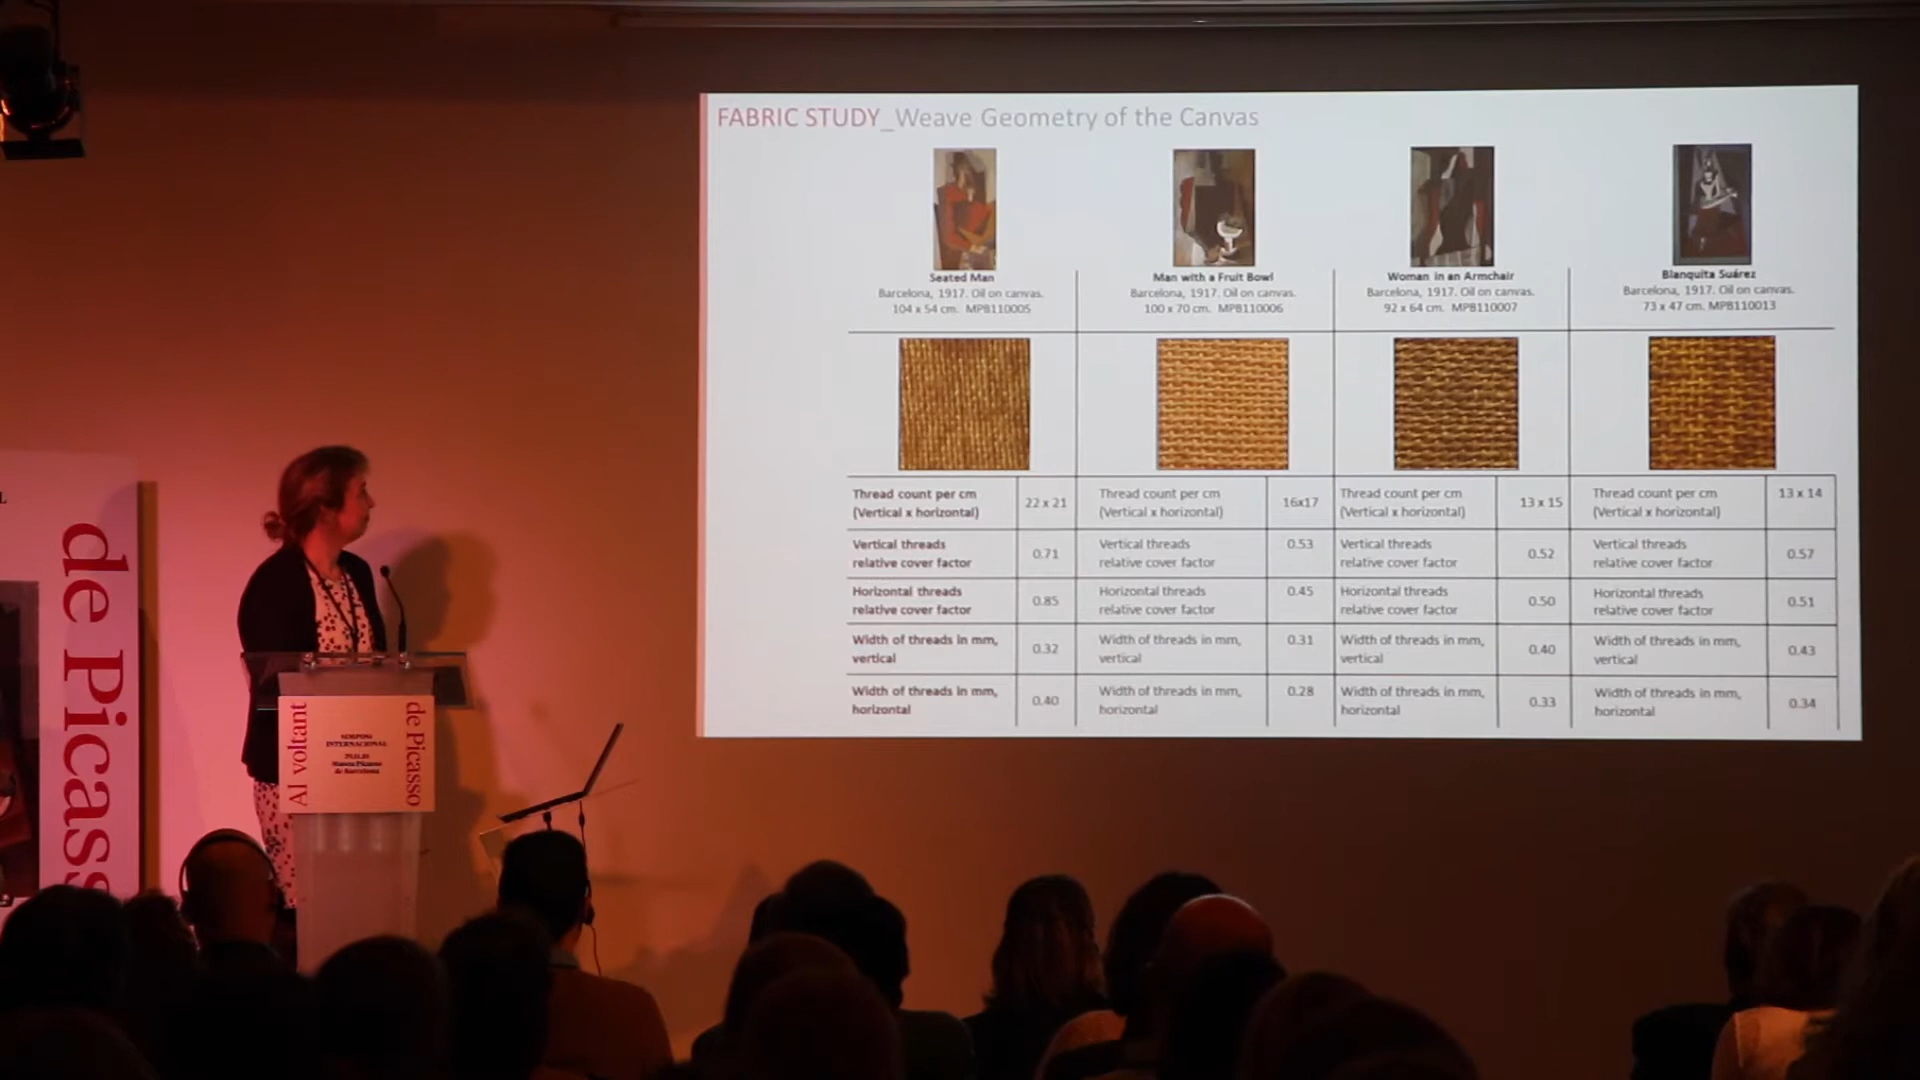 FABRIC STUDY_Weave Geometry of the Canvas
Seated Man
Barcelona, 1917. Oil on canvas.
104 x 54 cm. MPB110005
Man with a Fruit Bowl
Barcelona, 1917. Oil on canvas.
100 x 70 cm. MPB110006
Woman in an Armchair
Barcelona, 1917. Oil on canvas.
92 x 64 cm. MPB110007
Blanquita Suárez
Barcelona, 1917. Oil on canvas.
73 x 47 cm. MPB110013
Thread count per cm
(Vertical x horizontal)
22 x 21
Thread count per cm
(Vertical x horizontal)
16x17
Thread count per cm
(Vertical x horizontal)
13 x 15
Thread count per cm
(Vertical x horizontal)
13 x 14
Vertical threads
relative cover factor
0.71
Vertical threads
relative cover factor
0.53
Vertical threads
relative cover factor
0.52
Vertical threads
relative cover factor
0.57
Horizontal threads
relative cover factor
0.85
Horizontal threads
relative cover factor
0.45
Horizontal threads
relative cover factor
0.50
Horizontal threads
relative cover factor
0.51
Width of threads in mm,
vertical
0.32
Width of threads in mm,
vertical
0.31
Width of threads in mm,
vertical
0.40
Width of threads in mm,
vertical
0.43
Width of threads in mm,
horizontal
0.40
Width of threads in mm,
horizontal
0.28
Width of threads in mm,
horizontal
0.33
Width of threads in mm,
horizontal
0.34
de Picass
Al voltant
de Picasso
SIMPOSI
INTERNACIONAL
Museu Picasso
de Barcelona